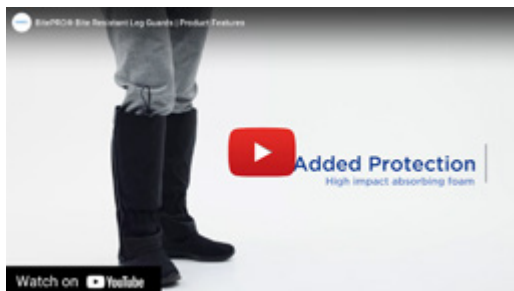 BitePRO® Bite Resistant Leg Guards | Product Features
Added Protection
High impact absorbing foam
Watch on YouTube